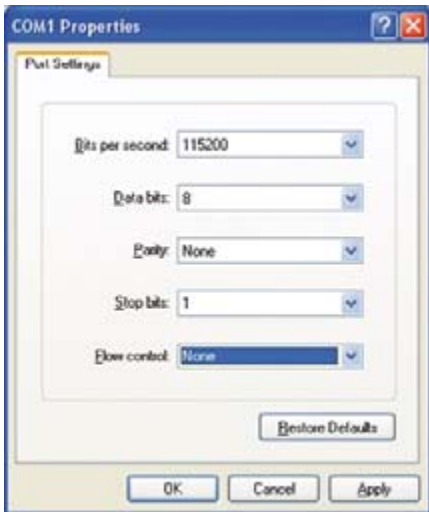 COM1 Properties
Port Settings
Bits per second: 115200
Data bits: 8
Parity: None
Stop bits: 1
Flow control: None
Restore Defaults
OK Cancel Apply